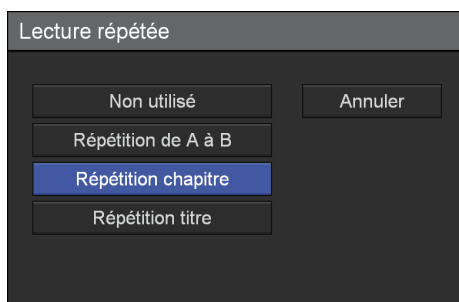 Lecture répétée
Non utilisé
Annuler
Répétition de A à B
Répétition chapitre
Répétition titre